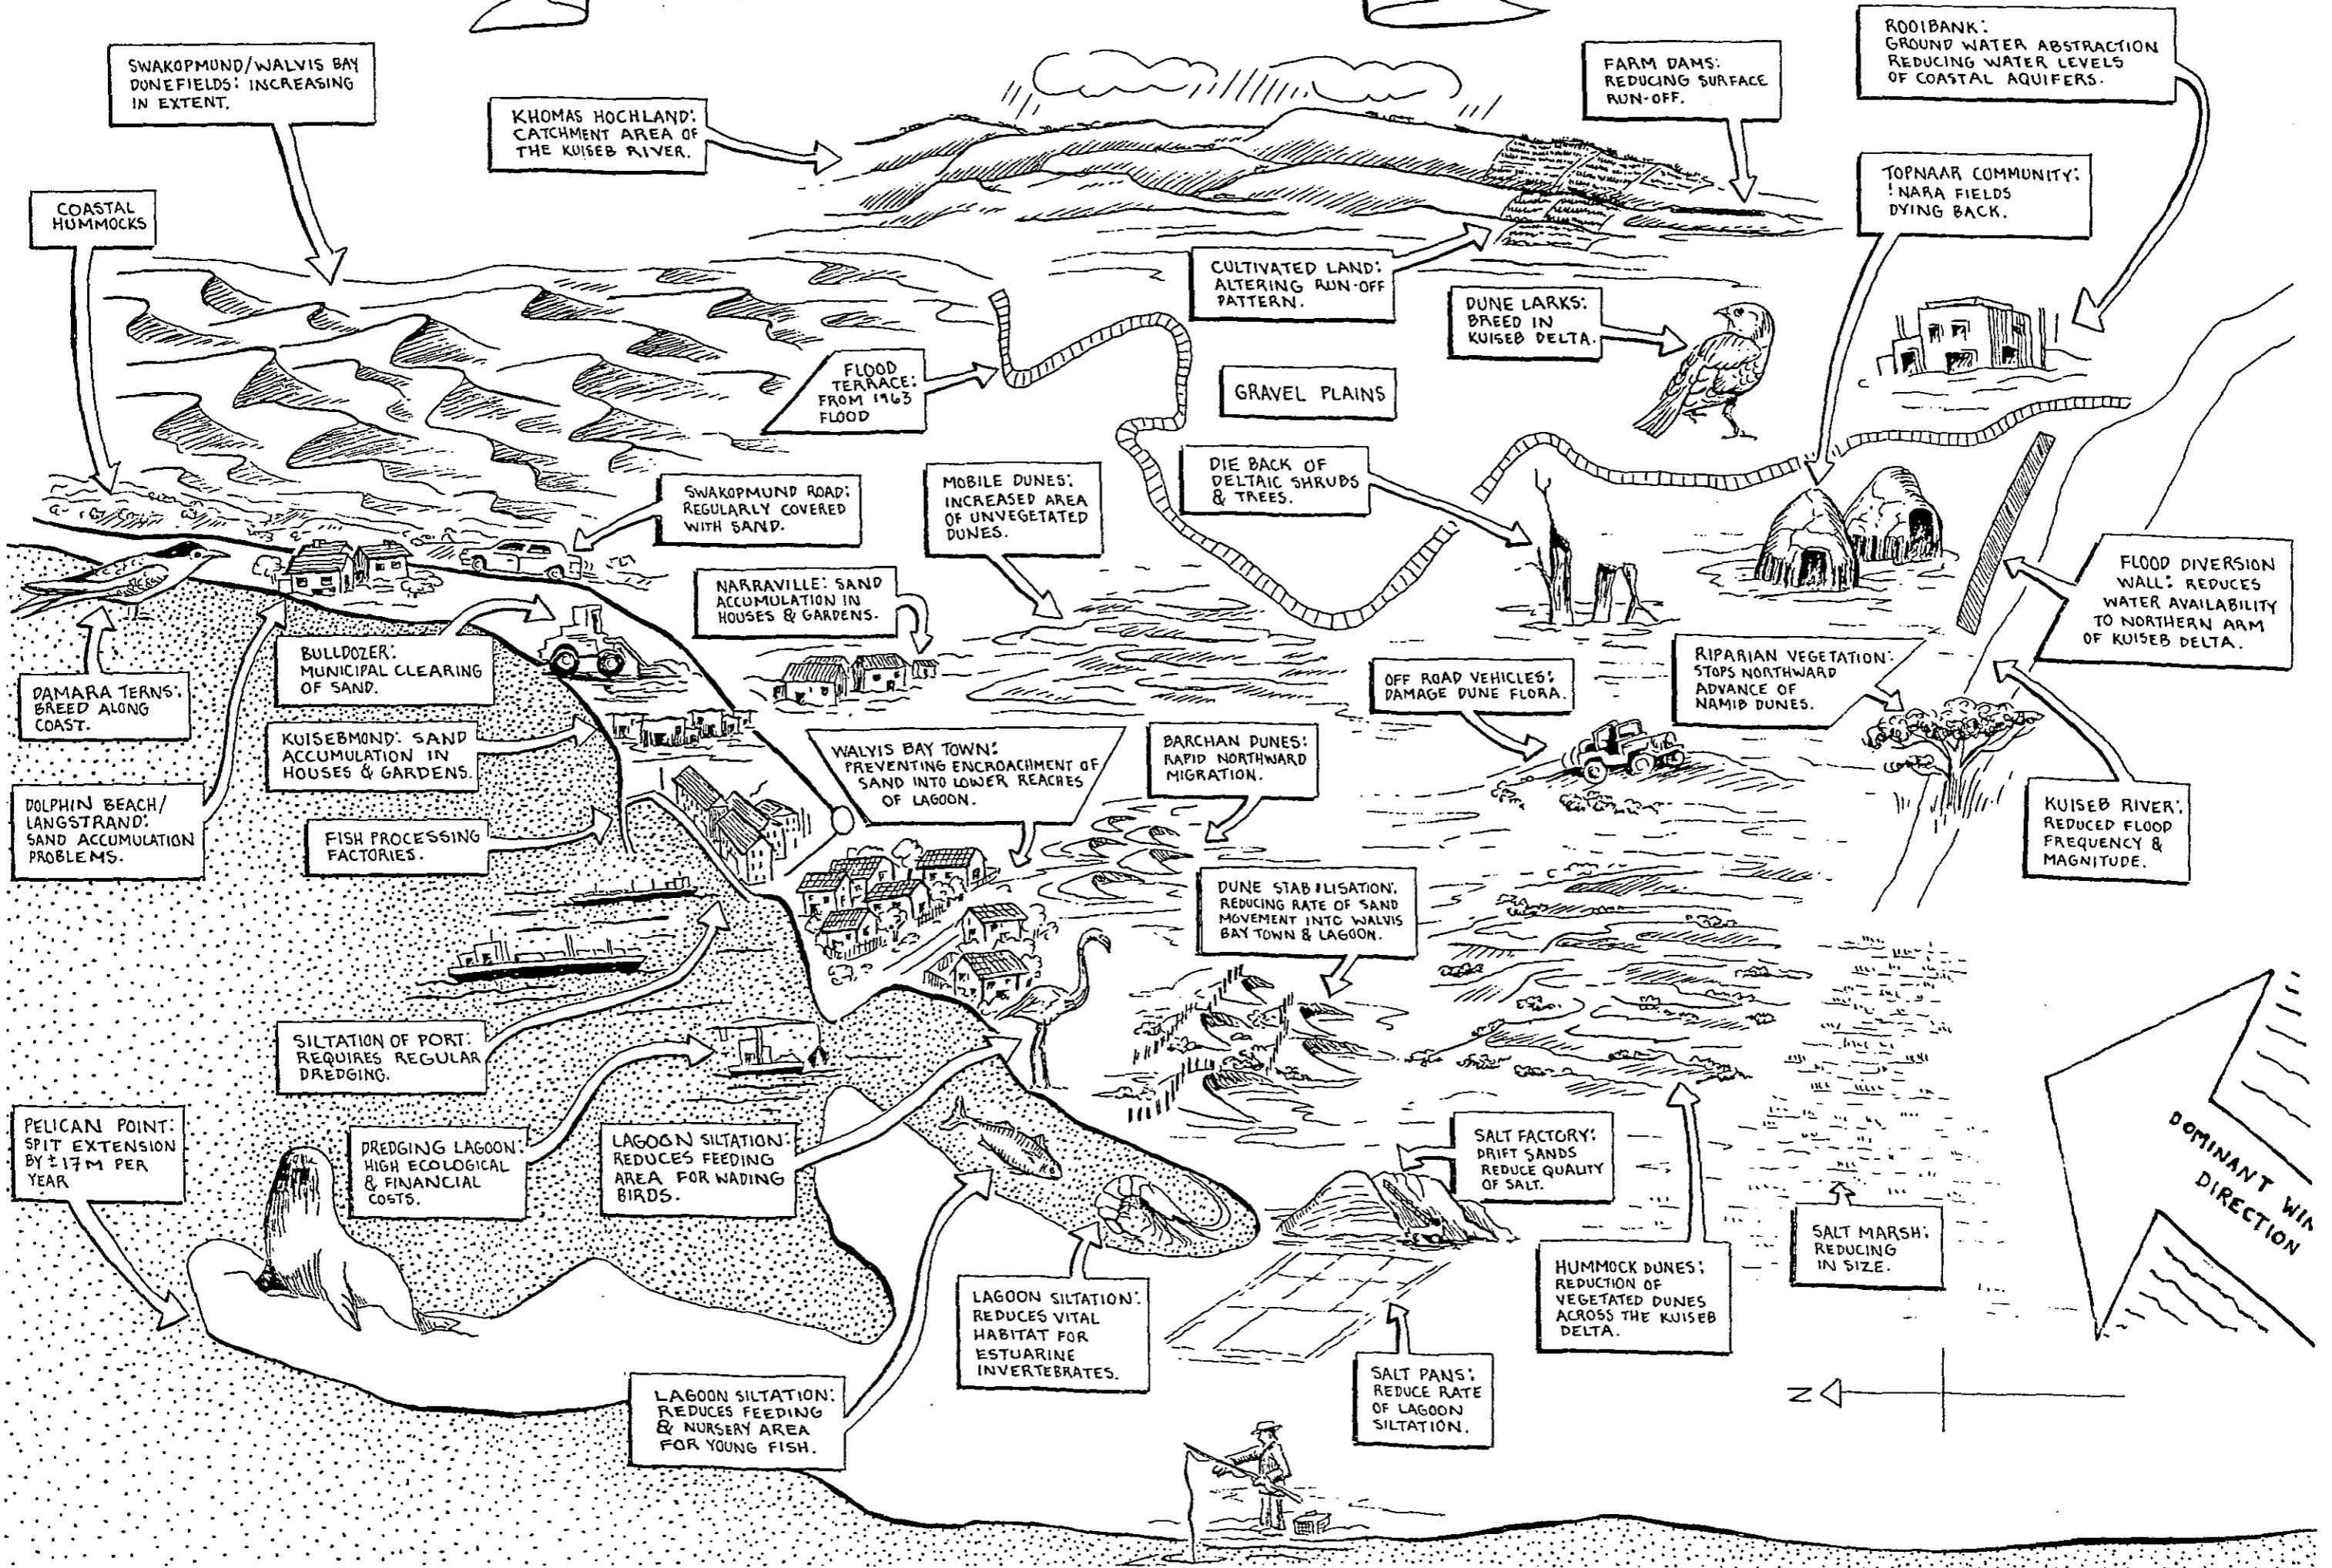 ROOIBANK:
GROUND WATER ABSTRACTION
REDUCING WATER LEVELS
OF COASTAL AQUIFERS.
SWAKOPMUND/WALVIS BAY
DUNEFIELDS: INCREASING
IN EXTENT.
FARM DAMS:
REDUCING SURFACE
RUN-OFF.
KHOMAS HOCHLAND:
CATCHMENT AREA OF
THE KUISEB RIVER.
TOPNAAR COMMUNITY:
!NARA FIELDS
DYING BACK.
COASTAL
HUMMOCKS
CULTIVATED LAND:
ALTERING RUN-OFF
PATTERN.
DUNE LARKS:
BREED IN
KUISEB DELTA.
FLOOD
TERRACE:
FROM 1963
FLOOD
GRAVEL PLAINS
DIE BACK OF
DELTAIC SHRUBS
& TREES.
MOBILE DUNES:
INCREASED AREA
OF UNVEGETATED
DUNES.
SWAKOPMUND ROAD:
REGULARLY COVERED
WITH SAND.
FLOOD DIVERSION
WALL: REDUCES
WATER AVAILABILITY
TO NORTHERN ARM
OF KUISEB DELTA.
NARRAVILLE: SAND
ACCUMULATION IN
HOUSES & GARDENS.
BULLDOZER:
MUNICIPAL CLEARING
OF SAND.
RIPARIAN VEGETATION:
STOPS NORTHWARD
ADVANCE OF
NAMIB DUNES.
OFF ROAD VEHICLES:
DAMAGE DUNE FLORA.
DAMARA TERNS:
BREED ALONG
COAST.
KUISEBMOND: SAND
ACCUMULATION IN
HOUSES & GARDENS.
WALVIS BAY TOWN:
PREVENTING ENCROACHMENT OF
SAND INTO LOWER REACHES
OF LAGOON.
BARCHAN DUNES:
RAPID NORTHWARD
MIGRATION.
DOLPHIN BEACH/
LANGSTRAND:
SAND ACCUMULATION
PROBLEMS.
KUISEB RIVER:
REDUCED FLOOD
FREQUENCY &
MAGNITUDE.
FISH PROCESSING
FACTORIES.
DUNE STABILISATION:
REDUCING RATE OF SAND
MOVEMENT INTO WALVIS
BAY TOWN & LAGOON.
SILTATION OF PORT:
REQUIRES REGULAR
DREDGING.
PELICAN POINT:
SPIT EXTENSION
BY ±17M PER
YEAR
DREDGING LAGOON:
HIGH ECOLOGICAL
& FINANCIAL
COSTS.
LAGOON SILTATION:
REDUCES FEEDING
AREA FOR WADING
BIRDS.
SALT FACTORY:
DRIFT SANDS
REDUCE QUALITY
OF SALT.
DOMINANT WIN
DIRECTION
SALT MARSH:
REDUCING
IN SIZE.
HUMMOCK DUNES:
REDUCTION OF
VEGETATED DUNES
ACROSS THE KUISEB
DELTA.
LAGOON SILTATION:
REDUCES VITAL
HABITAT FOR
ESTUARINE
INVERTEBRATES.
SALT PANS:
REDUCE RATE
OF LAGOON
SILTATION.
LAGOON SILTATION:
REDUCES FEEDING
& NURSERY AREA
FOR YOUNG FISH.
N